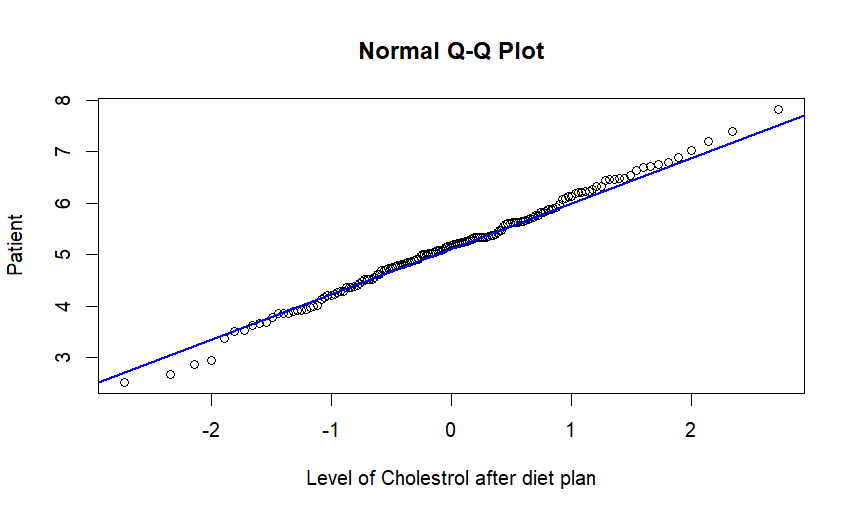 Normal Q-Q Plot
8
7
6
5
4
3
Patient
-2 -1 0 1 2
Level of Cholestrol after diet plan